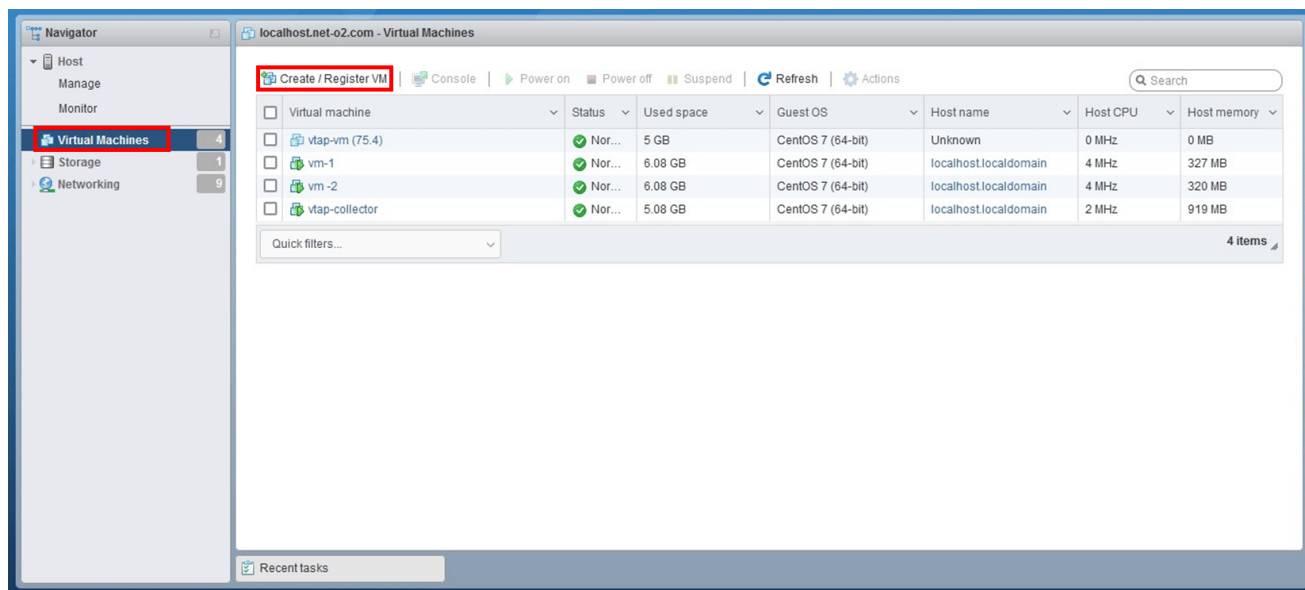 Navigator
localhost.net-o2.com - Virtual Machines
Host
Manage
Monitor
Virtual Machines 4
Storage 1
Networking 9
Create / Register VM Console Power on Power off Suspend Refresh Actions Search
Virtual machine Status Used space Guest OS Host name Host CPU Host memory
vtap-vm (75.4) Nor... 5 GB CentOS 7 (64-bit) Unknown 0 MHz 0 MB
vm-1 Nor... 6.08 GB CentOS 7 (64-bit) localhost.localdomain 4 MHz 327 MB
vm -2 Nor... 6.08 GB CentOS 7 (64-bit) localhost.localdomain 4 MHz 320 MB
vtap-collector Nor... 5.08 GB CentOS 7 (64-bit) localhost.localdomain 2 MHz 919 MB
Quick filters... 4 items
Recent tasks